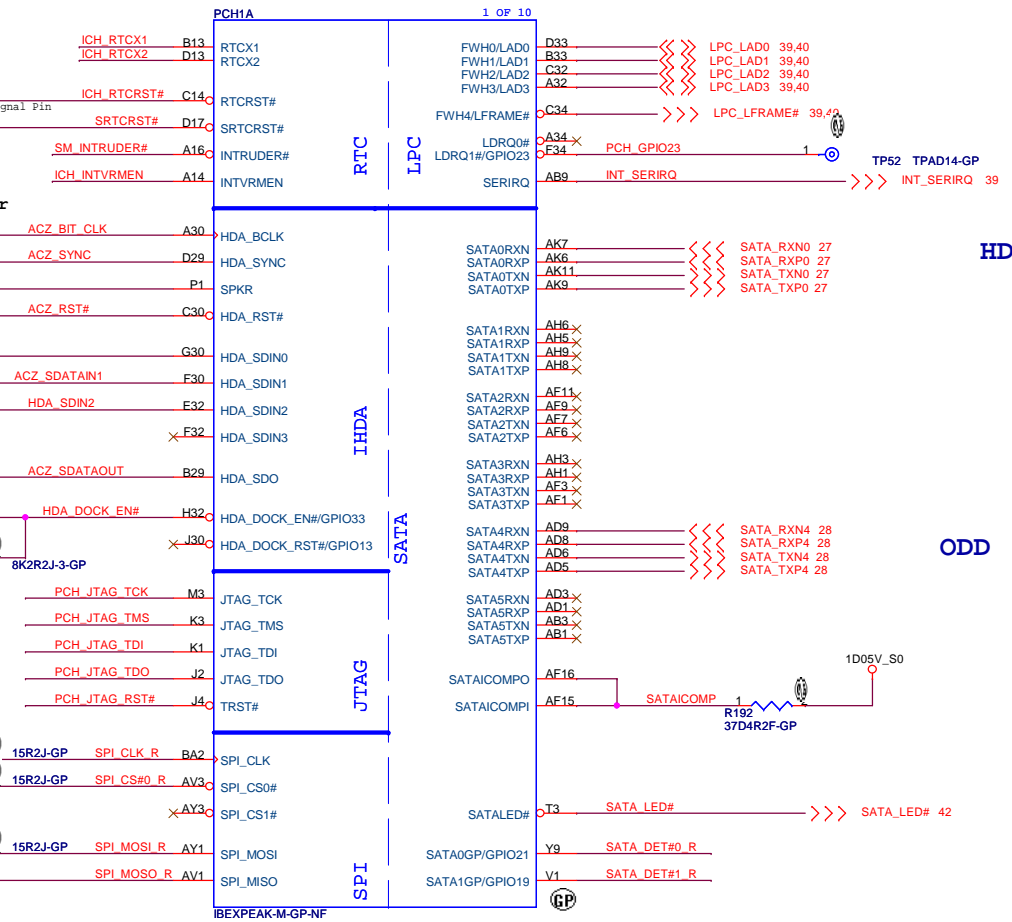 PCH1A 1 OF 10
ICH_RTCX1 B13 RTCX1 FWH0/LAD0 D33 LPC_LAD0 39,40
ICH_RTCX2 D13 RTCX2 FWH1/LAD1 B33 LPC_LAD1 39,40
FWH2/LAD2 C32 LPC_LAD2 39,40
FWH3/LAD3 A32 LPC_LAD3 39,40
ICH_RTCRST# C14 RTCRST#
gnal Pin
FWH4/LFRAME# C34 LPC_LFRAME# 39,40
SRTCRST# D17 SRTCRST#
RTC LPC
LDRQ0# A34
SM_INTRUDER# A16 INTRUDER# LDRQ1#/GPIO23 F34 PCH_GPIO23 1
TP52 TPAD14-GP
ICH_INTVRMEN A14 INTVRMEN SERIRQ AB9 INT_SERIRQ INT_SERIRQ 39
r
ACZ_BIT_CLK A30 HDA_BCLK
SATA0RXN AK7 SATA_RXN0 27
HD
ACZ_SYNC D29 HDA_SYNC SATA0RXP AK6 SATA_RXP0 27
SATA0TXN AK11 SATA_TXN0 27
P1 SPKR SATA0TXP AK9 SATA_TXP0 27
ACZ_RST# C30 HDA_RST#
SATA1RXN AH6
SATA1RXP AH5
G30 HDA_SDIN0 SATA1TXN AH9
SATA1TXP AH8
ACZ_SDATAIN1 F30 HDA_SDIN1
SATA2RXN AF11
HDA_SDIN2 E32 HDA_SDIN2 SATA2RXP AF9
SATA2TXN AF7
F32 HDA_SDIN3 SATA2TXP AF6
IHDA
SATA3RXN AH3
ACZ_SDATAOUT B29 HDA_SDO SATA3RXP AH1
SATA3TXN AF3
SATA3TXP AF1
HDA_DOCK_EN# H32 HDA_DOCK_EN#/GPIO33
SATA
SATA4RXN AD9 SATA_RXN4 28
J30 HDA_DOCK_RST#/GPIO13 SATA4RXP AD8 SATA_RXP4 28
ODD
SATA4TXN AD6 SATA_TXN4 28
8K2R2J-3-GP
SATA4TXP AD5 SATA_TXP4 28
PCH_JTAG_TCK M3 JTAG_TCK SATA5RXN AD3
SATA5RXP AD1
PCH_JTAG_TMS K3 JTAG_TMS SATA5TXN AB3
SATA5TXP AB1
PCH_JTAG_TDI K1 JTAG_TDI
1D05V_S0
PCH_JTAG_TDO J2 JTAG_TDO SATAICOMPO AF16
JTAG
PCH_JTAG_RST# J4 TRST# SATAICOMPI AF15 SATAICOMP 1
R192
37D4R2F-GP
15R2J-GP SPI_CLK_R BA2 SPI_CLK
15R2J-GP SPI_CS#0_R AV3 SPI_CS0#
AY3 SPI_CS1# SATALED# T3 SATA_LED# SATA_LED# 42
15R2J-GP SPI_MOSI_R AY1 SPI_MOSI SATA0GP/GPIO21 Y9 SATA_DET#0_R
SPI_MOSO_R AV1 SPI_MISO SATA1GP/GPIO19 V1 SATA_DET#1_R
SPI
GP
IBEXPEAK-M-GP-NF